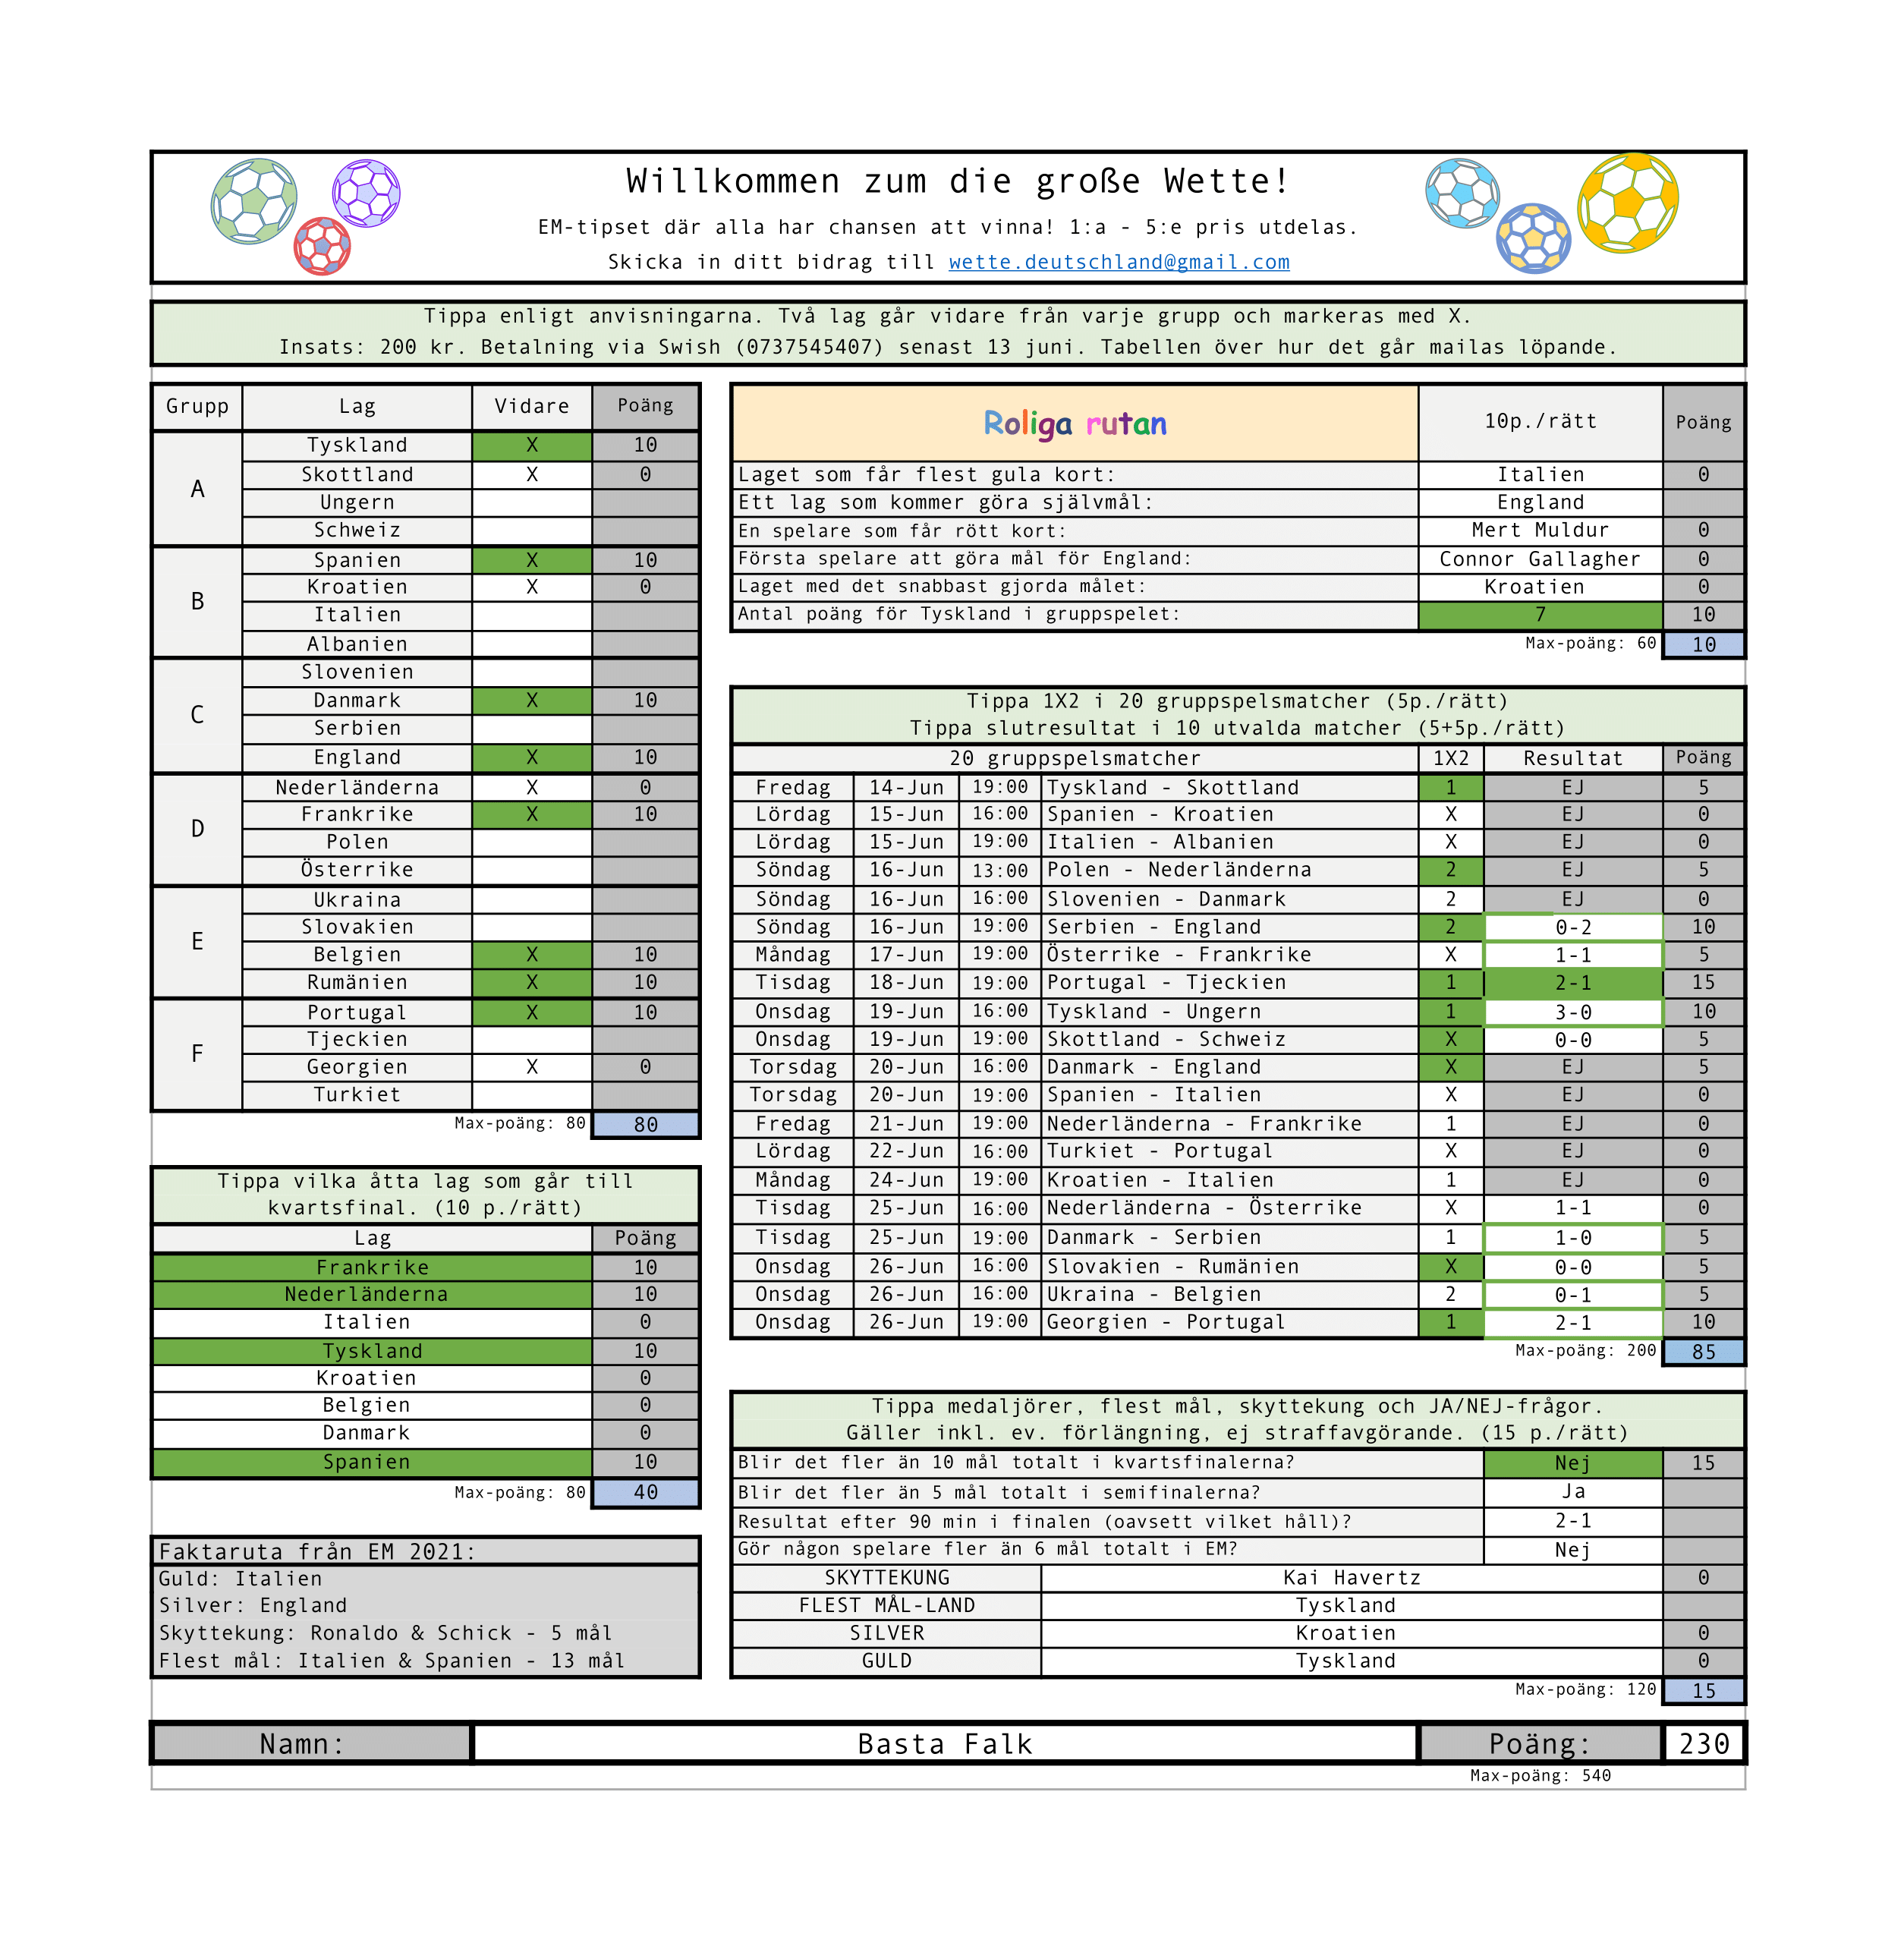 Willkommen zum die große Wette!
EM-tipset där alla har chansen att vinna! 1:a - 5:e pris utdelas.
Skicka in ditt bidrag till wette.deutschland@gmail.com
Tippa enligt anvisningarna. Två lag går vidare från varje grupp och markeras med X.
Insats: 200 kr. Betalning via Swish (0737545407) senast 13 juni. Tabellen över hur det går mailas löpande.
Grupp Lag Vidare Poäng
A
Tyskland X 10
Skottland X 0
Ungern
Schweiz
B
Spanien X 10
Kroatien X 0
Italien
Albanien
C
Slovenien
Danmark X 10
Serbien
England X 10
D
Nederländerna X 0
Frankrike X 10
Polen
Österrike
E
Ukraina
Slovakien
Belgien X 10
Rumänien X 10
F
Portugal X 10
Tjeckien
Georgien X 0
Turkiet
Max-poäng: 80 80
Tippa vilka åtta lag som går till
kvartsfinal. (10 p./rätt)
Lag Poäng
Frankrike 10
Nederländerna 10
Italien 0
Tyskland 10
Kroatien 0
Belgien 0
Danmark 0
Spanien 10
Max-poäng: 80 40
Faktaruta från EM 2021:
Guld: Italien
Silver: England
Skyttekung: Ronaldo & Schick - 5 mål
Flest mål: Italien & Spanien - 13 mål
Roliga rutan 10p./rätt Poäng
Laget som får flest gula kort: Italien 0
Ett lag som kommer göra självmål: England
En spelare som får rött kort: Mert Muldur 0
Första spelare att göra mål för England: Connor Gallagher 0
Laget med det snabbast gjorda målet: Kroatien 0
Antal poäng för Tyskland i gruppspelet: 7 10
Max-poäng: 60 10
Tippa 1X2 i 20 gruppspelsmatcher (5p./rätt)
Tippa slutresultat i 10 utvalda matcher (5+5p./rätt)
20 gruppspelsmatcher 1X2 Resultat Poäng
Fredag 14-Jun 19:00 Tyskland - Skottland 1 EJ 5
Lördag 15-Jun 16:00 Spanien - Kroatien X EJ 0
Lördag 15-Jun 19:00 Italien - Albanien X EJ 0
Söndag 16-Jun 13:00 Polen - Nederländerna 2 EJ 5
Söndag 16-Jun 16:00 Slovenien - Danmark 2 EJ 0
Söndag 16-Jun 19:00 Serbien - England 2 0-2 10
Måndag 17-Jun 19:00 Österrike - Frankrike X 1-1 5
Tisdag 18-Jun 19:00 Portugal - Tjeckien 1 2-1 15
Onsdag 19-Jun 16:00 Tyskland - Ungern 1 3-0 10
Onsdag 19-Jun 19:00 Skottland - Schweiz X 0-0 5
Torsdag 20-Jun 16:00 Danmark - England X EJ 5
Torsdag 20-Jun 19:00 Spanien - Italien X EJ 0
Fredag 21-Jun 19:00 Nederländerna - Frankrike 1 EJ 0
Lördag 22-Jun 16:00 Turkiet - Portugal X EJ 0
Måndag 24-Jun 19:00 Kroatien - Italien 1 EJ 0
Tisdag 25-Jun 16:00 Nederländerna - Österrike X 1-1 0
Tisdag 25-Jun 19:00 Danmark - Serbien 1 1-0 5
Onsdag 26-Jun 16:00 Slovakien - Rumänien X 0-0 5
Onsdag 26-Jun 16:00 Ukraina - Belgien 2 0-1 5
Onsdag 26-Jun 19:00 Georgien - Portugal 1 2-1 10
Max-poäng: 200 85
Tippa medaljörer, flest mål, skyttekung och JA/NEJ-frågor.
Gäller inkl. ev. förlängning, ej straffavgörande. (15 p./rätt)
Blir det fler än 10 mål totalt i kvartsfinalerna? Nej 15
Blir det fler än 5 mål totalt i semifinalerna? Ja
Resultat efter 90 min i finalen (oavsett vilket håll)? 2-1
Gör någon spelare fler än 6 mål totalt i EM? Nej
SKYTTEKUNG Kai Havertz 0
FLEST MÅL-LAND Tyskland
SILVER Kroatien 0
GULD Tyskland 0
Max-poäng: 120 15
Namn: Basta Falk Poäng: 230
Max-poäng: 540